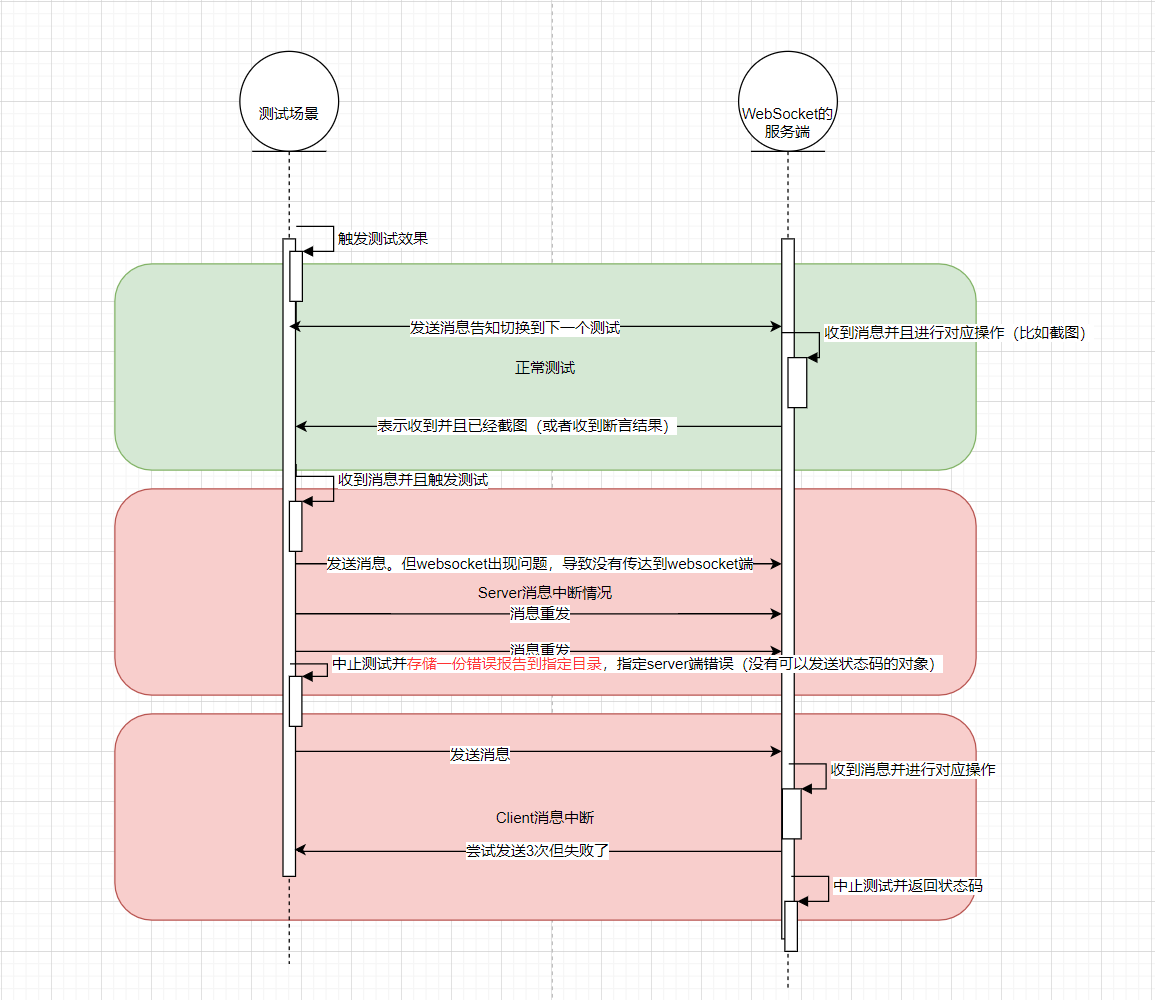 测试场景
WebSocket的
服务端
触发测试效果
发送消息告知切换到下一个测试
收到消息并且进行对应操作（比如截图）
正常测试
表示收到并且已经截图（或者收到断言结果）
收到消息并且触发测试
发送消息。但websocket出现问题，导致没有传达到websocket端
Server消息中断情况
消息重发
消息重发
中止测试并存储一份错误报告到指定目录，指定server端错误（没有可以发送状态码的对象）
发送消息
收到消息并进行对应操作
Client消息中断
尝试发送3次但失败了
中止测试并返回状态码